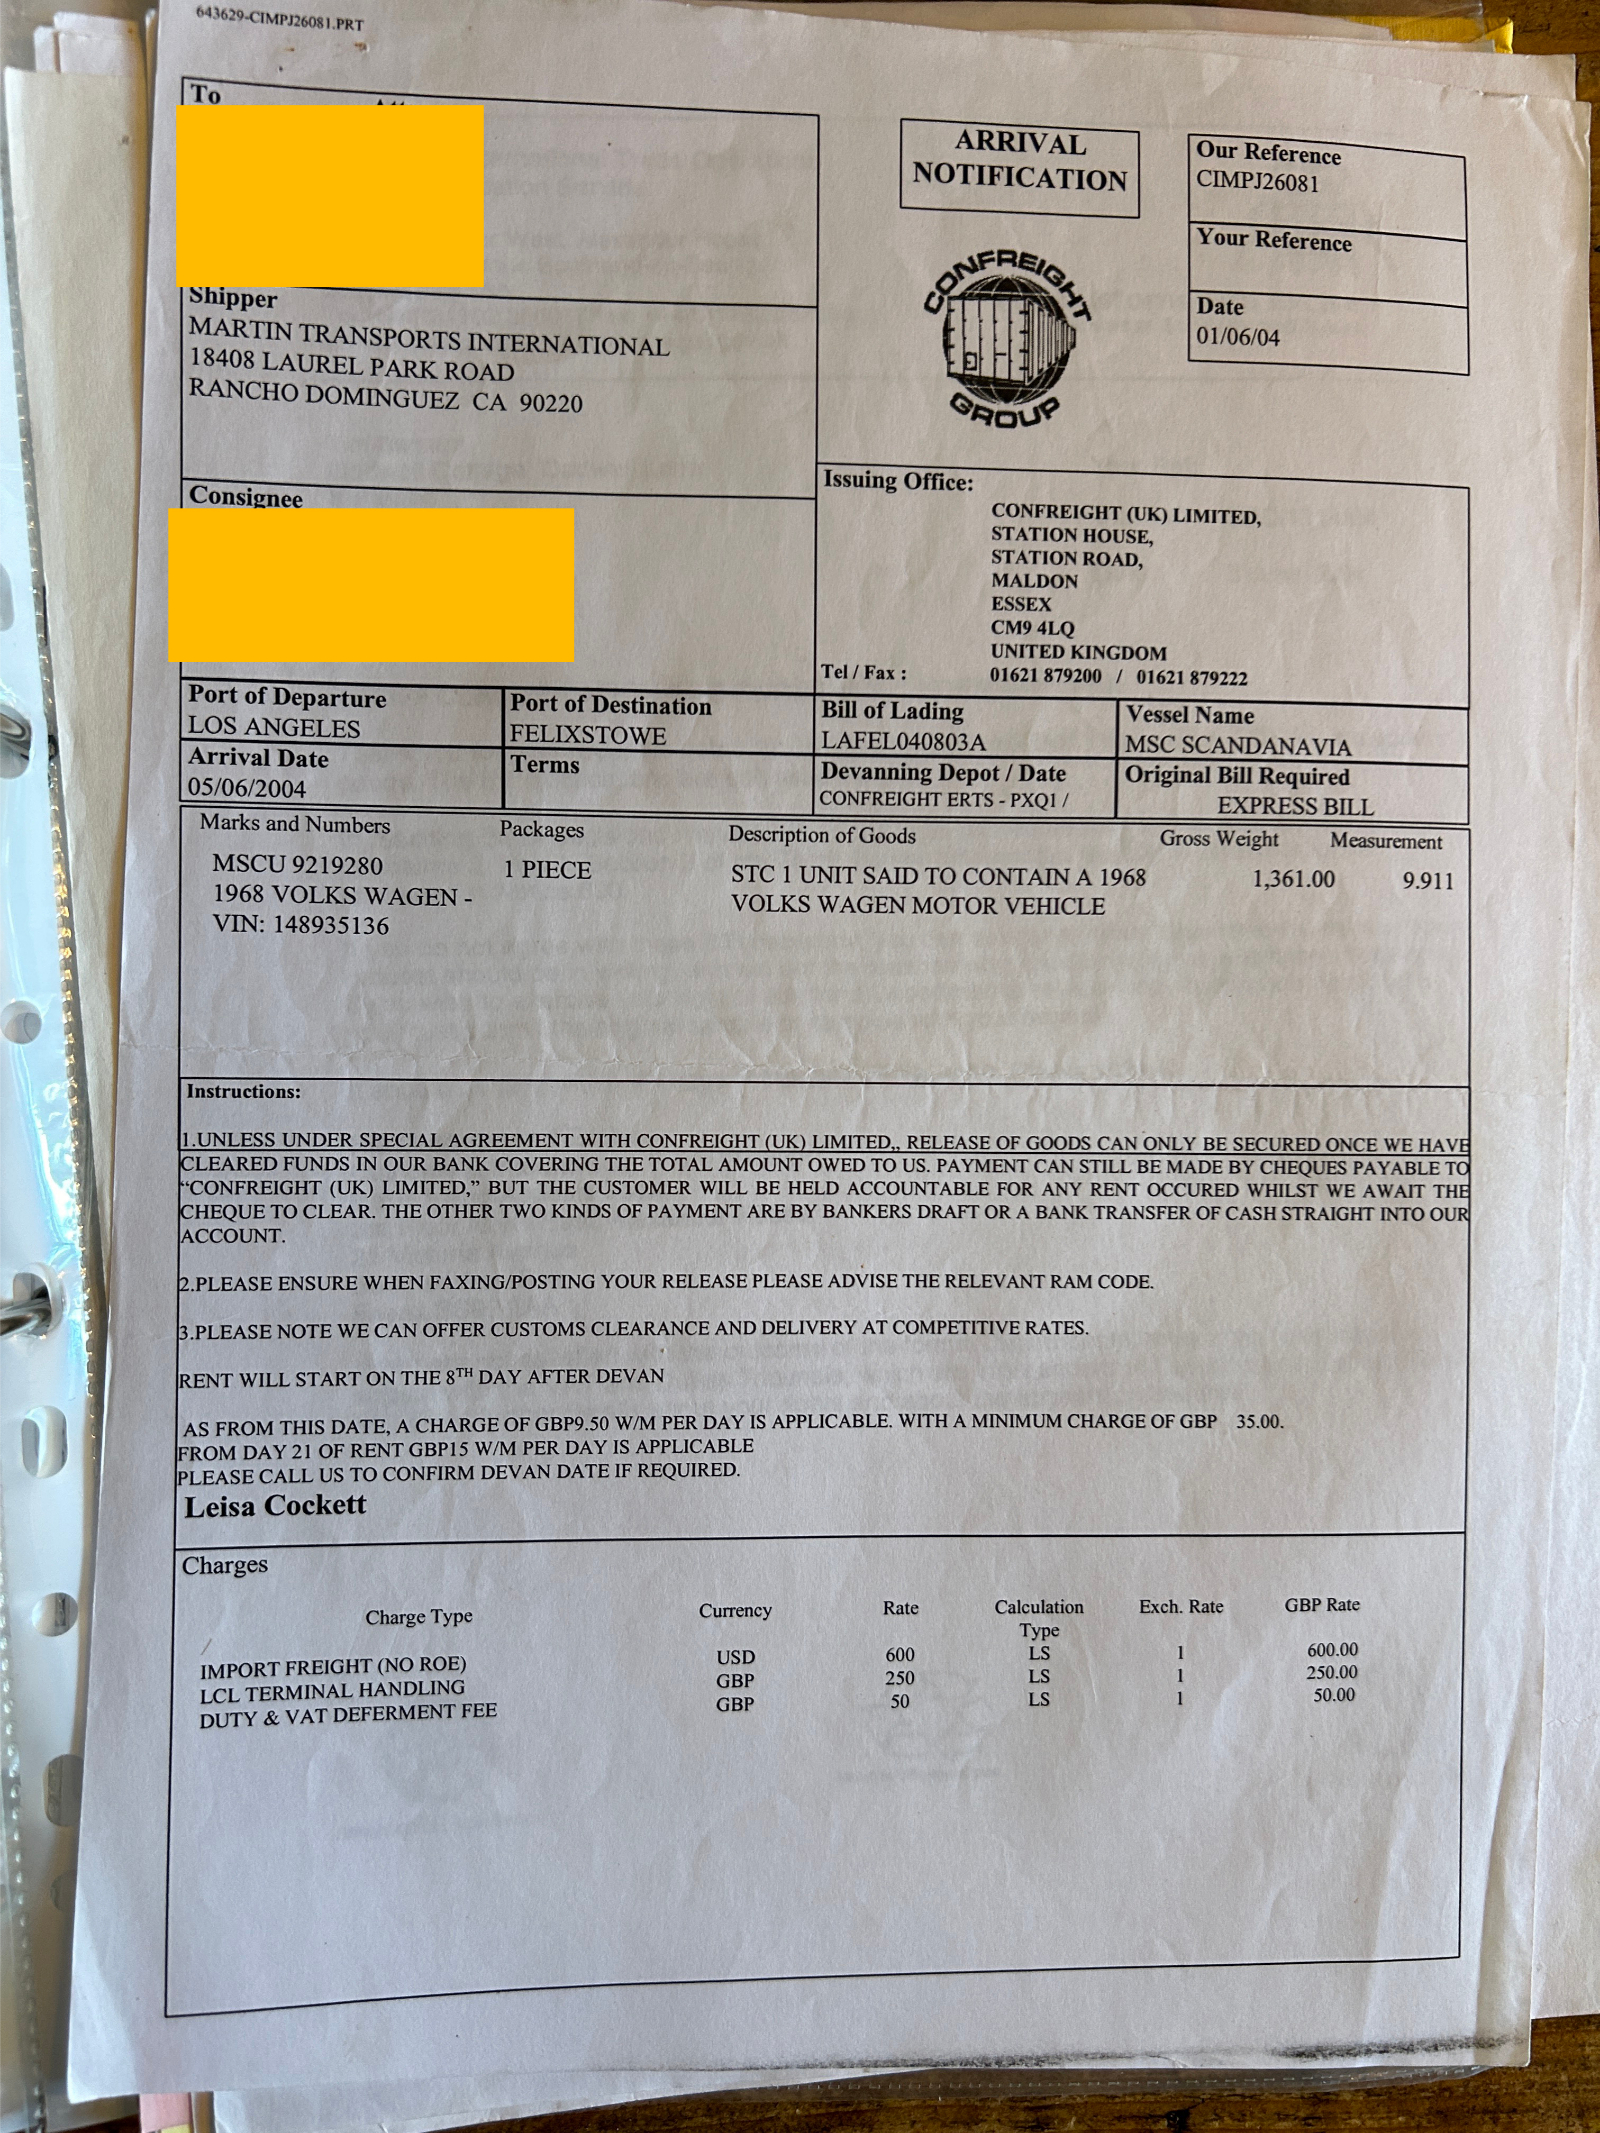 643629-CIMPJ26081.PRT
To
ARRIVAL
NOTIFICATION
Our Reference
CIMPJ26081
Your Reference
Date
01/06/04
CONFREIGHT
GROUP
Shipper
MARTIN TRANSPORTS INTERNATIONAL
18408 LAUREL PARK ROAD
RANCHO DOMINGUEZ CA 90220
Consignee
Issuing Office:
CONFREIGHT (UK) LIMITED,
STATION HOUSE,
STATION ROAD,
MALDON
ESSEX
CM9 4LQ
UNITED KINGDOM
Tel / Fax : 01621 879200 / 01621 879222
Port of Departure Port of Destination Bill of Lading Vessel Name
LOS ANGELES FELIXSTOWE LAFEL040803A MSC SCANDANAVIA
Arrival Date Terms Devanning Depot / Date Original Bill Required
05/06/2004 CONFREIGHT ERTS - PXQ1 / EXPRESS BILL
Marks and Numbers Packages Description of Goods Gross Weight Measurement
MSCU 9219280 1 PIECE STC 1 UNIT SAID TO CONTAIN A 1968 1,361.00 9.911
1968 VOLKS WAGEN - VOLKS WAGEN MOTOR VEHICLE
VIN: 148935136
Instructions:
1.UNLESS UNDER SPECIAL AGREEMENT WITH CONFREIGHT (UK) LIMITED,, RELEASE OF GOODS CAN ONLY BE SECURED ONCE WE HAVE
CLEARED FUNDS IN OUR BANK COVERING THE TOTAL AMOUNT OWED TO US. PAYMENT CAN STILL BE MADE BY CHEQUES PAYABLE TO
“CONFREIGHT (UK) LIMITED,” BUT THE CUSTOMER WILL BE HELD ACCOUNTABLE FOR ANY RENT OCCURED WHILST WE AWAIT THE
CHEQUE TO CLEAR. THE OTHER TWO KINDS OF PAYMENT ARE BY BANKERS DRAFT OR A BANK TRANSFER OF CASH STRAIGHT INTO OUR
ACCOUNT.
2.PLEASE ENSURE WHEN FAXING/POSTING YOUR RELEASE PLEASE ADVISE THE RELEVANT RAM CODE.
3.PLEASE NOTE WE CAN OFFER CUSTOMS CLEARANCE AND DELIVERY AT COMPETITIVE RATES.
RENT WILL START ON THE 8TH DAY AFTER DEVAN
AS FROM THIS DATE, A CHARGE OF GBP9.50 W/M PER DAY IS APPLICABLE. WITH A MINIMUM CHARGE OF GBP 35.00.
FROM DAY 21 OF RENT GBP15 W/M PER DAY IS APPLICABLE
PLEASE CALL US TO CONFIRM DEVAN DATE IF REQUIRED.
Leisa Cockett
Charges
Charge Type Currency Rate Calculation Exch. Rate GBP Rate
Type
IMPORT FREIGHT (NO ROE) USD 600 LS 1 600.00
LCL TERMINAL HANDLING GBP 250 LS 1 250.00
DUTY & VAT DEFERMENT FEE GBP 50 LS 1 50.00